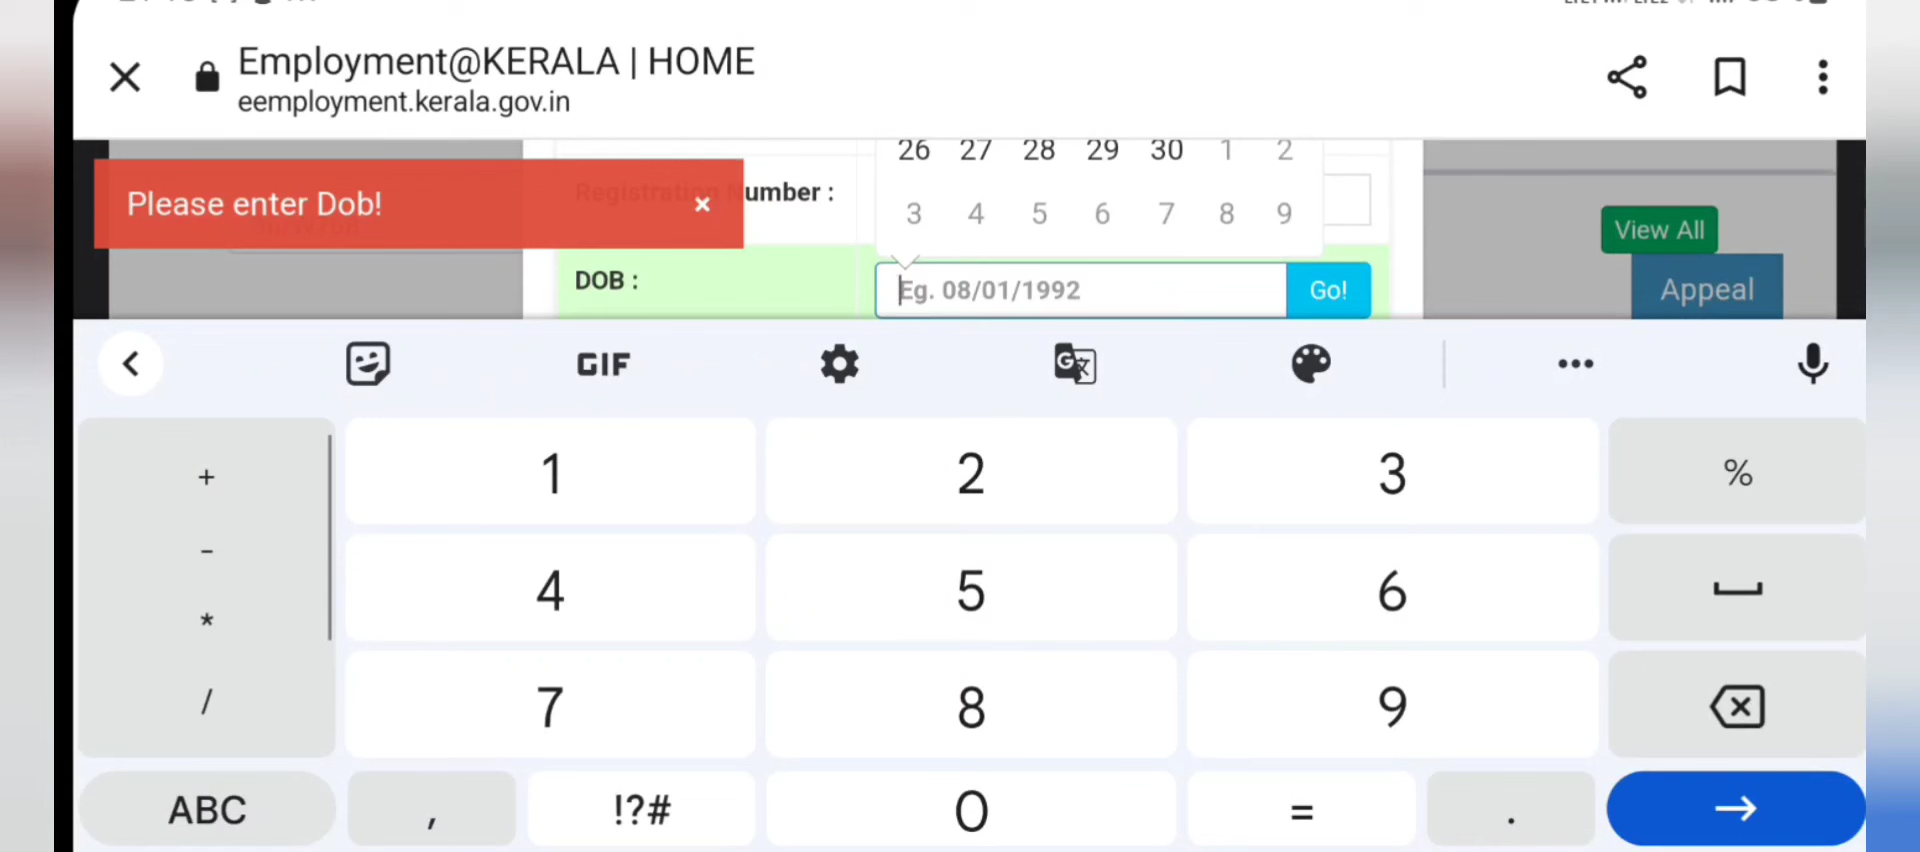 Employment@KERALA | HOME
eemployment.kerala.gov.in
26 27 28 29 30 1 2
Please enter Dob! ×
Registration Number :
3 4 5 6 7 8 9
View All
DOB :
Eg. 08/01/1992
Go!
Appeal
GIF
+ 1 2 3 %
-
4 5 6
*
/ 7 8 9
ABC , !?# 0 = .